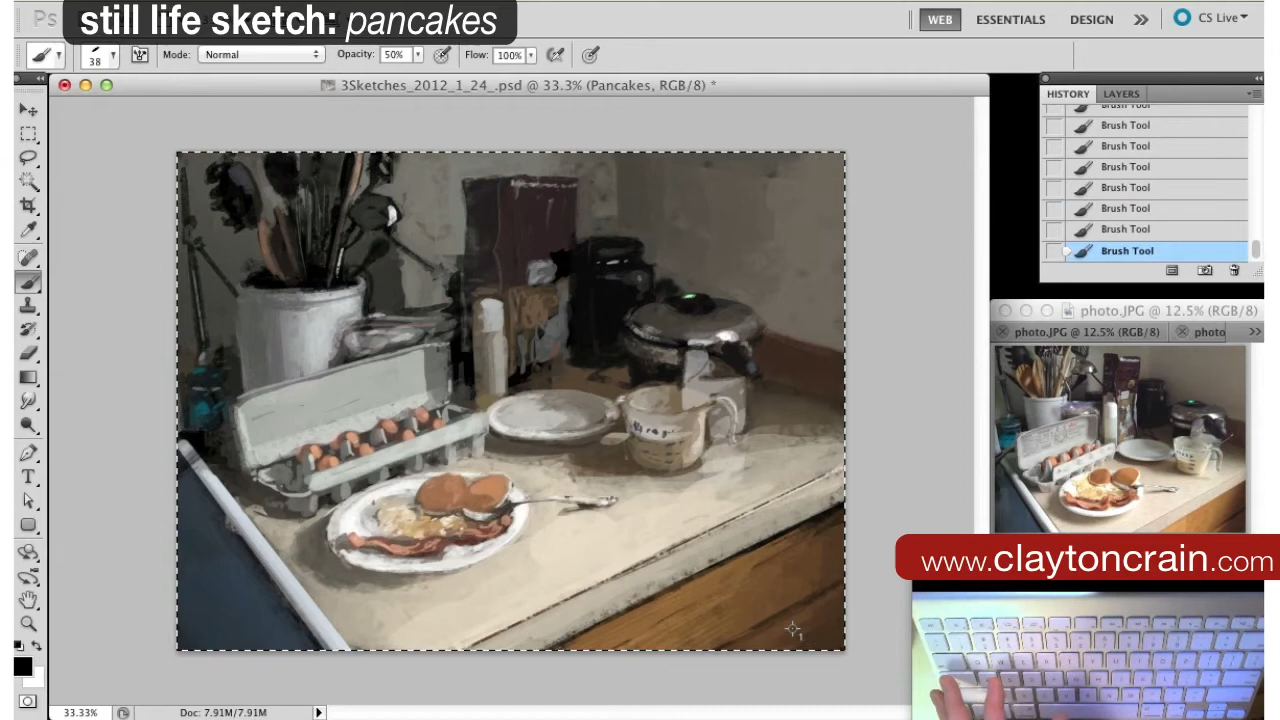 still life sketch: pancakes
Ps
WEB
ESSENTIALS
DESIGN
CS Live
38
Mode:
Normal
Opacity:
50%
Flow:
100%
3Sketches_2012_1_24_.psd @ 33.3% (Pancakes, RGB/8) *
HISTORY
LAYERS
Brush Tool
Brush Tool
Brush Tool
Brush Tool
Brush Tool
Brush Tool
Brush Tool
Brush Tool
photo.JPG @ 12.5% (RGB/8)
photo.JPG @ 12.5% (RGB/8)
photo
www.claytoncrain.com
33.33%
Doc: 7.91M/7.91M